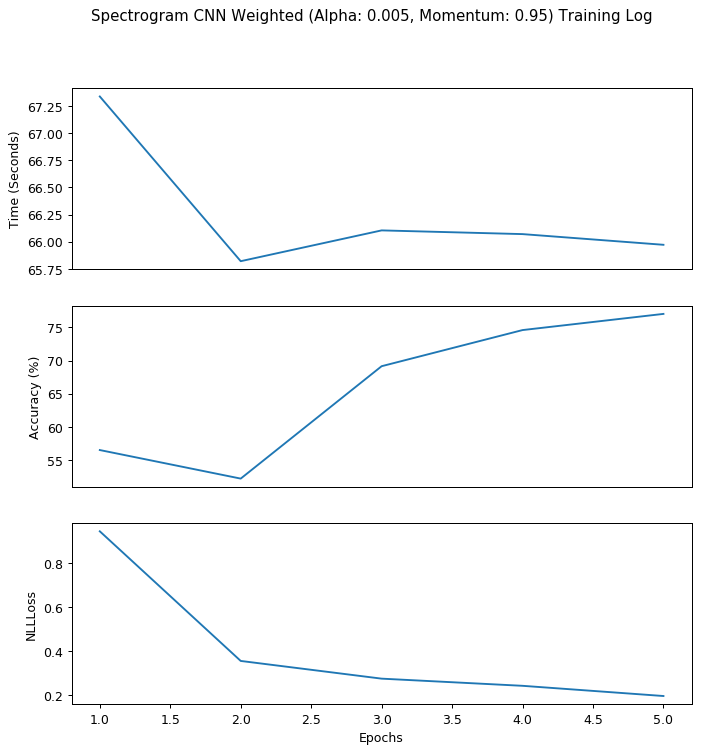 Spectrogram CNN Weighted (Alpha: 0.005, Momentum: 0.95) Training Log
67.25
67.00
66.75
66.50
66.25
66.00
65.75
Time (Seconds)
75
70
65
60
55
Accuracy (%)
0.8
0.6
0.4
0.2
NLLLoss
1.0 1.5 2.0 2.5 3.0 3.5 4.0 4.5 5.0
Epochs